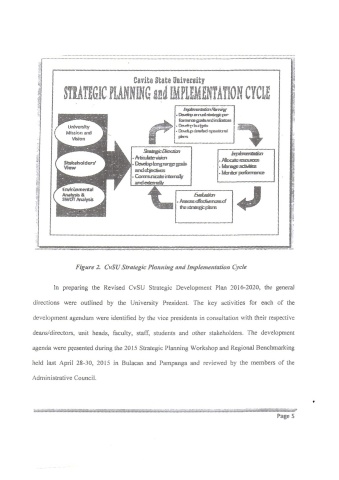 Cavite State University
STRATEGIC PLANNING and IMPLEMENTATION CYCLE
University
Mission and
Vision
Stakeholders'
View
Environmental
Analysis &
SWOT Analysis
Strategic Direction
- Articulate vision
- Develop long range goals
and objectives
- Communicate internally
and externally
Implementation Planning
- Develop annual strategic per
formance goals and indicators
- Develop budgets
- Develop detailed operational
plans
Implementation
- Allocate resources
- Manage activities
- Monitor performance
Evaluation
- Assess effectiveness of
the strategic plans
Figure 2. CvSU Strategic Planning and Implementation Cycle
In preparing the Revised CvSU Strategic Development Plan 2016-2020, the general
directions were outlined by the University President. The key activities for each of the
development agendum were identified by the vice presidents in consultation with their respective
deans/directors, unit heads, faculty, staff, students and other stakeholders. The development
agenda were presented during the 2015 Strategic Planning Workshop and Regional Benchmarking
held last April 28-30, 2015 in Bulacan and Pampanga and reviewed by the members of the
Administrative Council.
Page 5